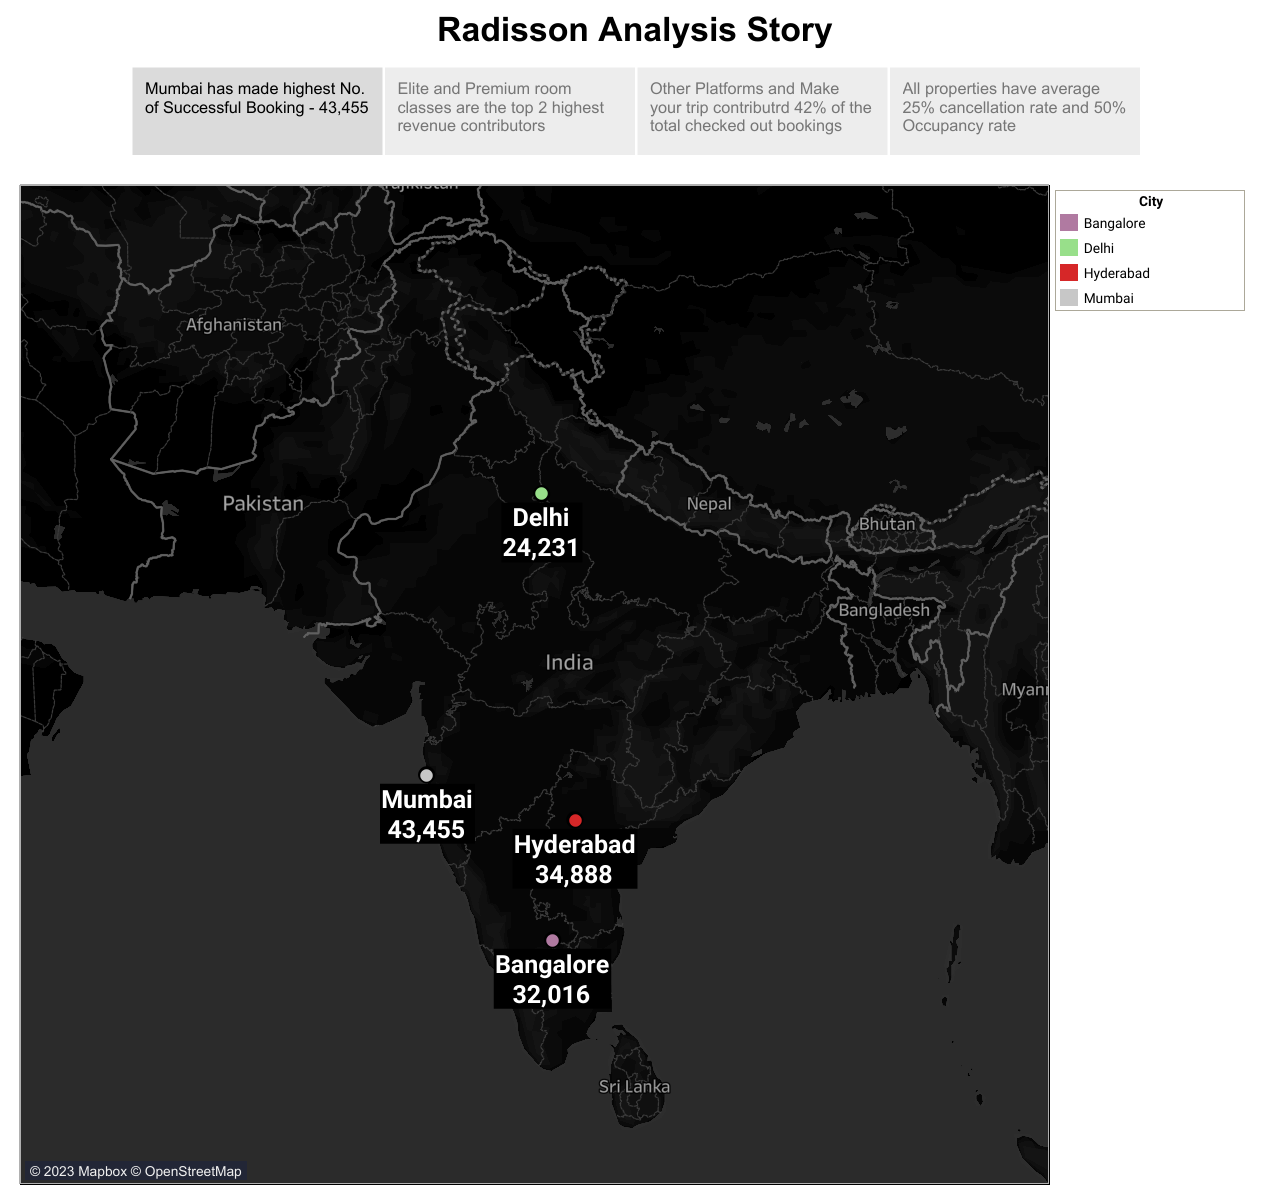 Radisson Analysis Story
Mumbai has made highest No.
of Successful Booking - 43,455
Elite and Premium room
classes are the top 2 highest
revenue contributors
Other Platforms and Make
your trip contributrd 42% of the
total checked out bookings
All properties have average
25% cancellation rate and 50%
Occupancy rate
City
Bangalore
Delhi
Hyderabad
Mumbai
Tajikistan
Afghanistan
Pakistan
Nepal
Delhi
24,231
Bhutan
Bangladesh
India
Myanr
Mumbai
43,455
Hyderabad
34,888
Bangalore
32,016
Sri Lanka
© 2023 Mapbox © OpenStreetMap